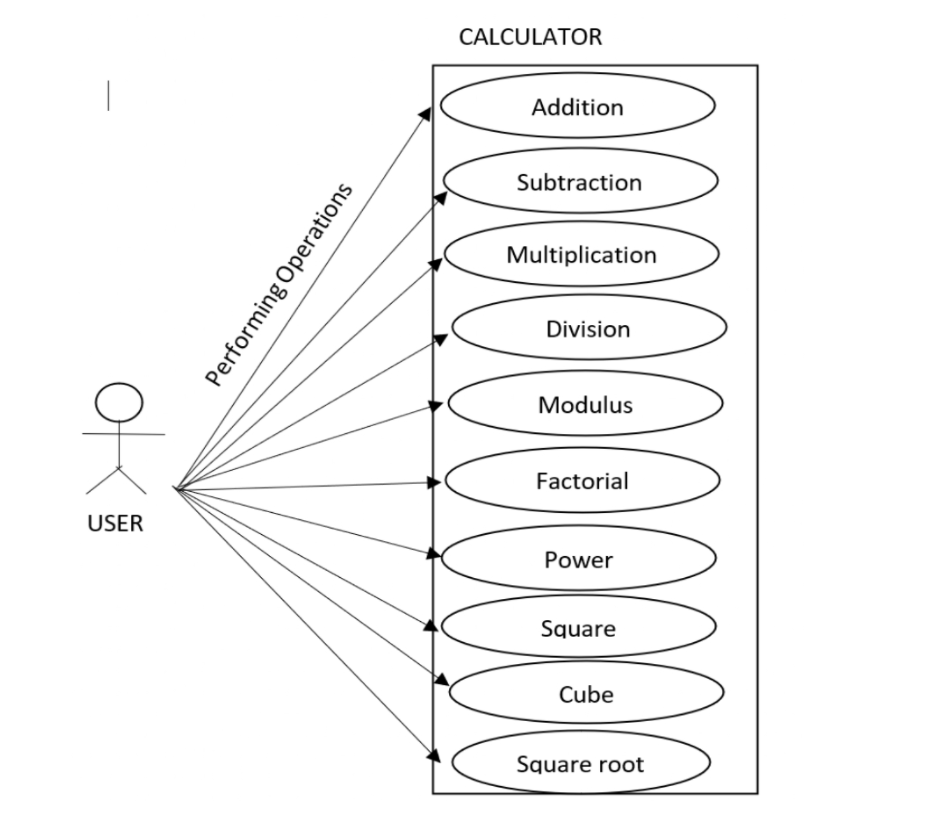 CALCULATOR
Addition
Subtraction
Multiplication
Division
Modulus
Factorial
Power
Square
Cube
Square root
Performing Operations
USER